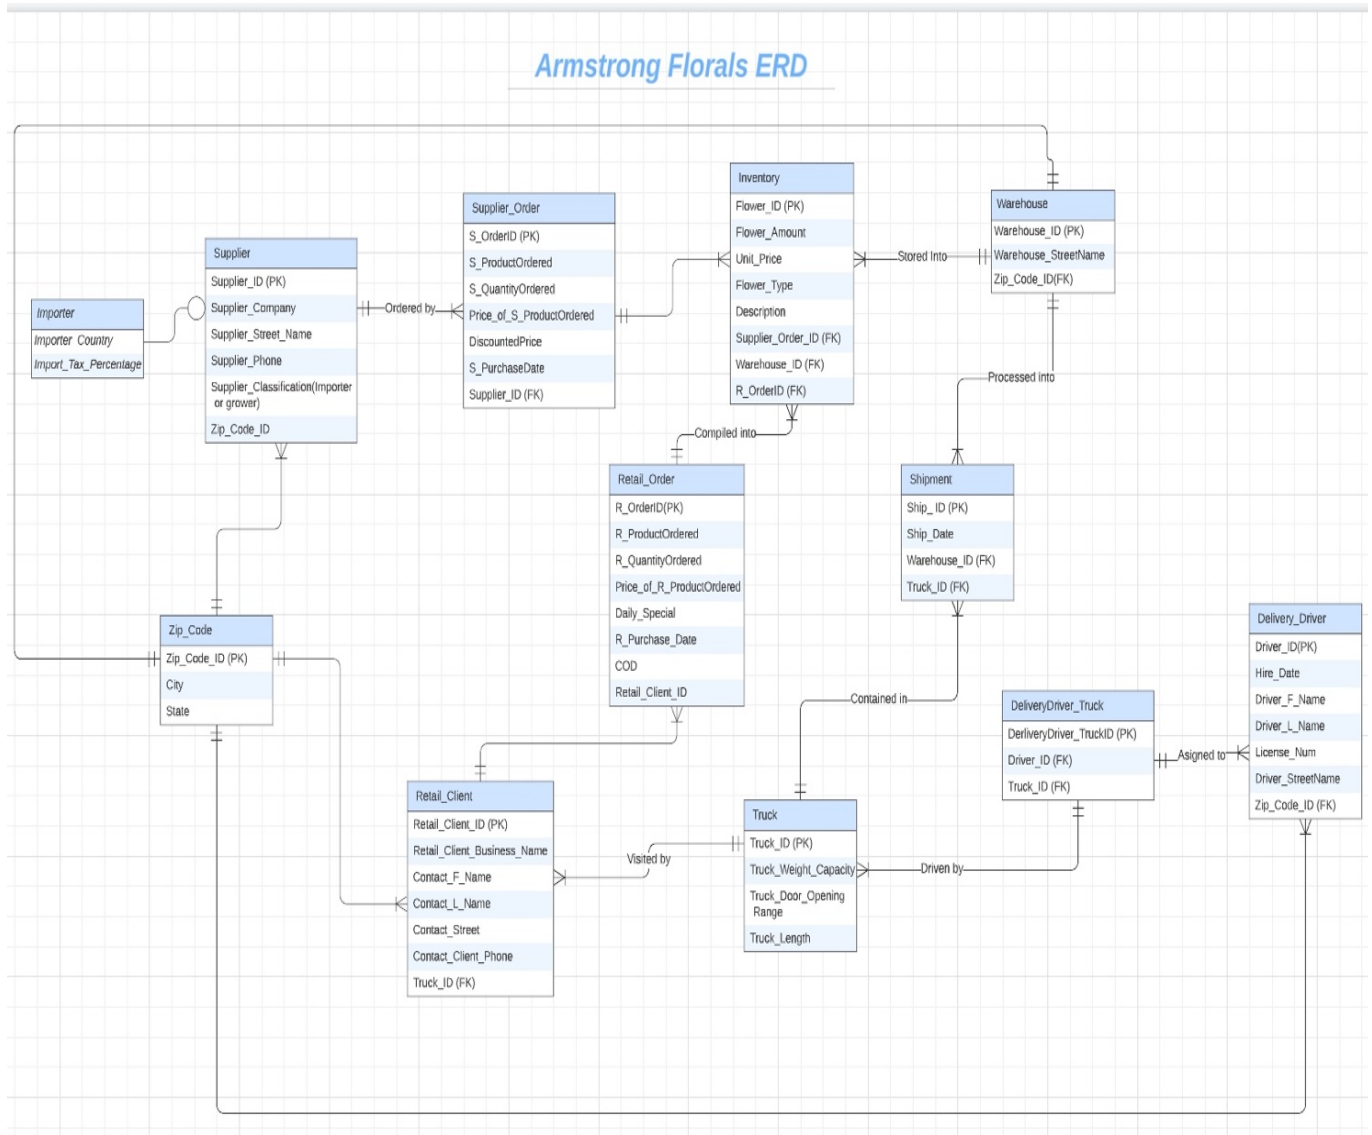 Armstrong Florals ERD
Importer
Importer Country
Import_Tax_Percentage
Supplier
Supplier_ID (PK)
Supplier_Company
Supplier_Street_Name
Supplier_Phone
Supplier_Classification(Importer
or grower)
Zip_Code_ID
Ordered by
Supplier_Order
S_OrderID (PK)
S_ProductOrdered
S_QuantityOrdered
Price_of_S_ProductOrdered
DiscountedPrice
S_PurchaseDate
Supplier_ID (FK)
Inventory
Flower_ID (PK)
Flower_Amount
Unit_Price
Flower_Type
Description
Supplier_Order_ID (FK)
Warehouse_ID (FK)
R_OrderID (FK)
Stored Into
Warehouse
Warehouse_ID (PK)
Warehouse_StreetName
Zip_Code_ID(FK)
Processed into
Compiled into
Retail_Order
R_OrderID(PK)
R_ProductOrdered
R_QuantityOrdered
Price_of_R_ProductOrdered
Daily_Special
R_Purchase_Date
COD
Retail_Client_ID
Shipment
Ship_ ID (PK)
Ship_Date
Warehouse_ID (FK)
Truck_ID (FK)
Contained in
Zip_Code
Zip_Code_ID (PK)
City
State
Retail_Client
Retail_Client_ID (PK)
Retail_Client_Business_Name
Contact_F_Name
Contact_L_Name
Contact_Street
Contact_Client_Phone
Truck_ID (FK)
Visited by
Truck
Truck_ID (PK)
Truck_Weight_Capacity
Truck_Door_Opening
Range
Truck_Length
Driven by
DeliveryDriver_Truck
DerliveryDriver_TruckID (PK)
Driver_ID (FK)
Truck_ID (FK)
Asigned to
Delivery_Driver
Driver_ID(PK)
Hire_Date
Driver_F_Name
Driver_L_Name
License_Num
Driver_StreetName
Zip_Code_ID (FK)